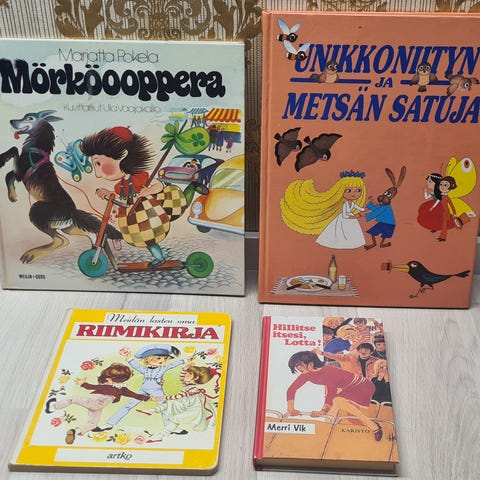 Marjatta Pokela
Mörköoooppera
Kuvittanut Ulla Vaajakallio
WEILIN+GÖÖS
UNIKKONIITYN
JA
METSÄN SATUJA
Meidän lasten oma
RIIMIKIRJA
artko
Hillitse
itsesi,
Lotta!
Merri Vik
KARISTO